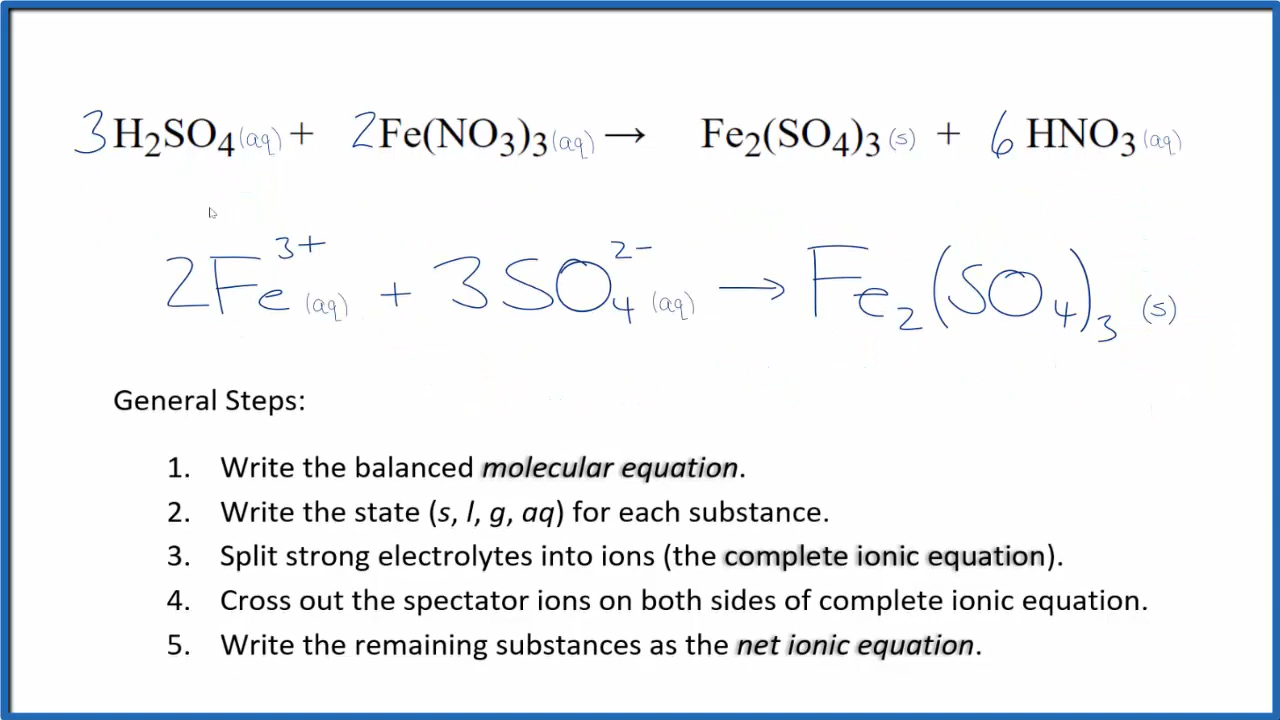 3H2SO4(aq) + 2Fe(NO3)3(aq) → Fe2(SO4)3(s) + 6 HNO3(aq)
2Fe3+(aq) + 3SO42-(aq) → Fe2(SO4)3 (s)
General Steps:
1. Write the balanced molecular equation.
2. Write the state (s, l, g, aq) for each substance.
3. Split strong electrolytes into ions (the complete ionic equation).
4. Cross out the spectator ions on both sides of complete ionic equation.
5. Write the remaining substances as the net ionic equation.